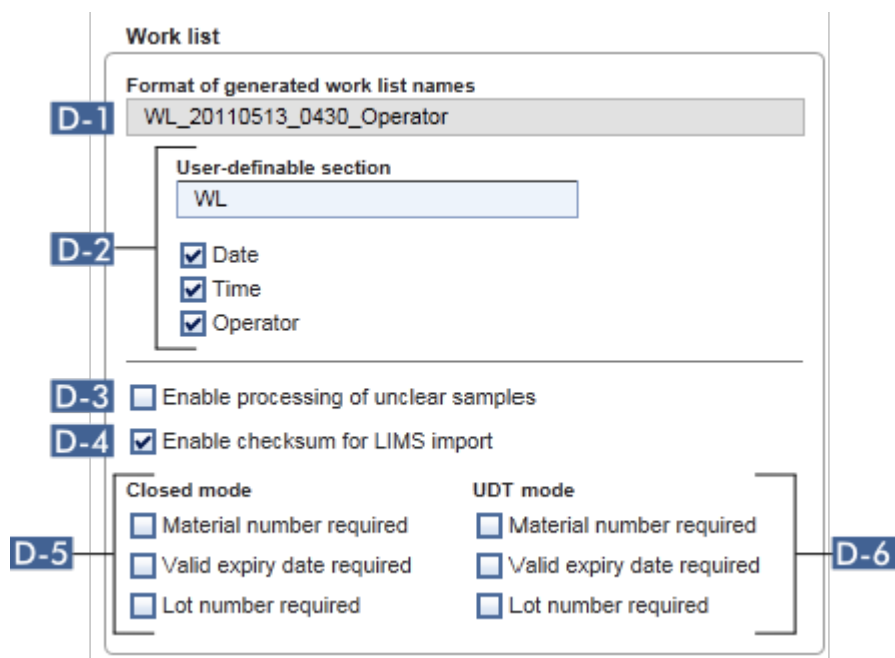 Work list
Format of generated work list names
D-1 WL_20110513_0430_Operator
User-definable section
WL
D-2
Date
Time
Operator
D-3 Enable processing of unclear samples
D-4 Enable checksum for LIMS import
Closed mode UDT mode
Material number required Material number required
D-5 Valid expiry date required Valid expiry date required D-6
Lot number required Lot number required